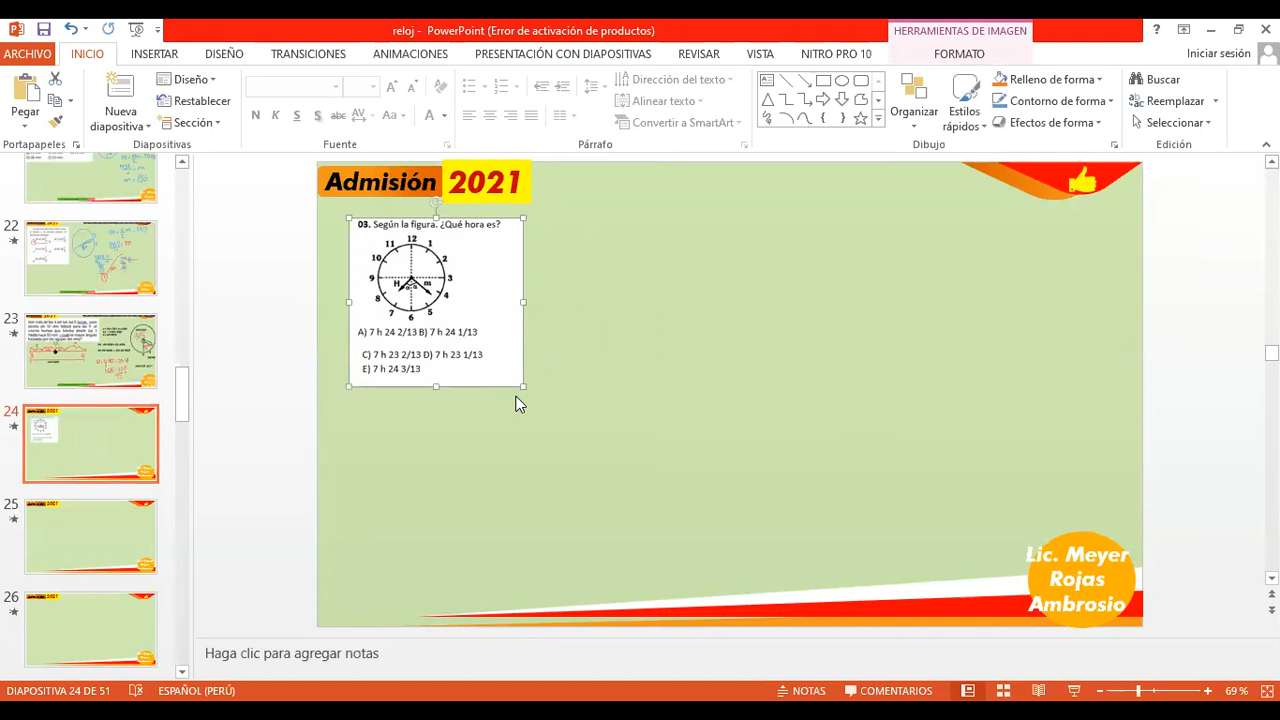 reloj - PowerPoint (Error de activación de productos)
HERRAMIENTAS DE IMAGEN
ARCHIVO INICIO INSERTAR DISEÑO TRANSICIONES ANIMACIONES PRESENTACIÓN CON DIAPOSITIVAS REVISAR VISTA NITRO PRO 10 FORMATO Iniciar sesión
Pegar
Nueva diapositiva
Diseño
Restablecer
Sección
N K S S abc AV Aa A
Dirección del texto
Alinear texto
Convertir a SmartArt
Organizar
Estilos rápidos
Relleno de forma
Contorno de forma
Efectos de forma
Buscar
Reemplazar
Seleccionar
Portapapeles Diapositivas Fuente Párrafo Dibujo Edición
22
23
24
25
26
Admisión 2021
03. Según la figura. ¿Qué hora es?
12
11 1
10 2
9 3
H α α m
8 4
7 5
6
A) 7 h 24 2/13 B) 7 h 24 1/13
C) 7 h 23 2/13 D) 7 h 23 1/13
E) 7 h 24 3/13
Lic. Meyer
Rojas
Ambrosio
Haga clic para agregar notas
DIAPOSITIVA 24 DE 51 ESPAÑOL (PERÚ) NOTAS COMENTARIOS 69 %